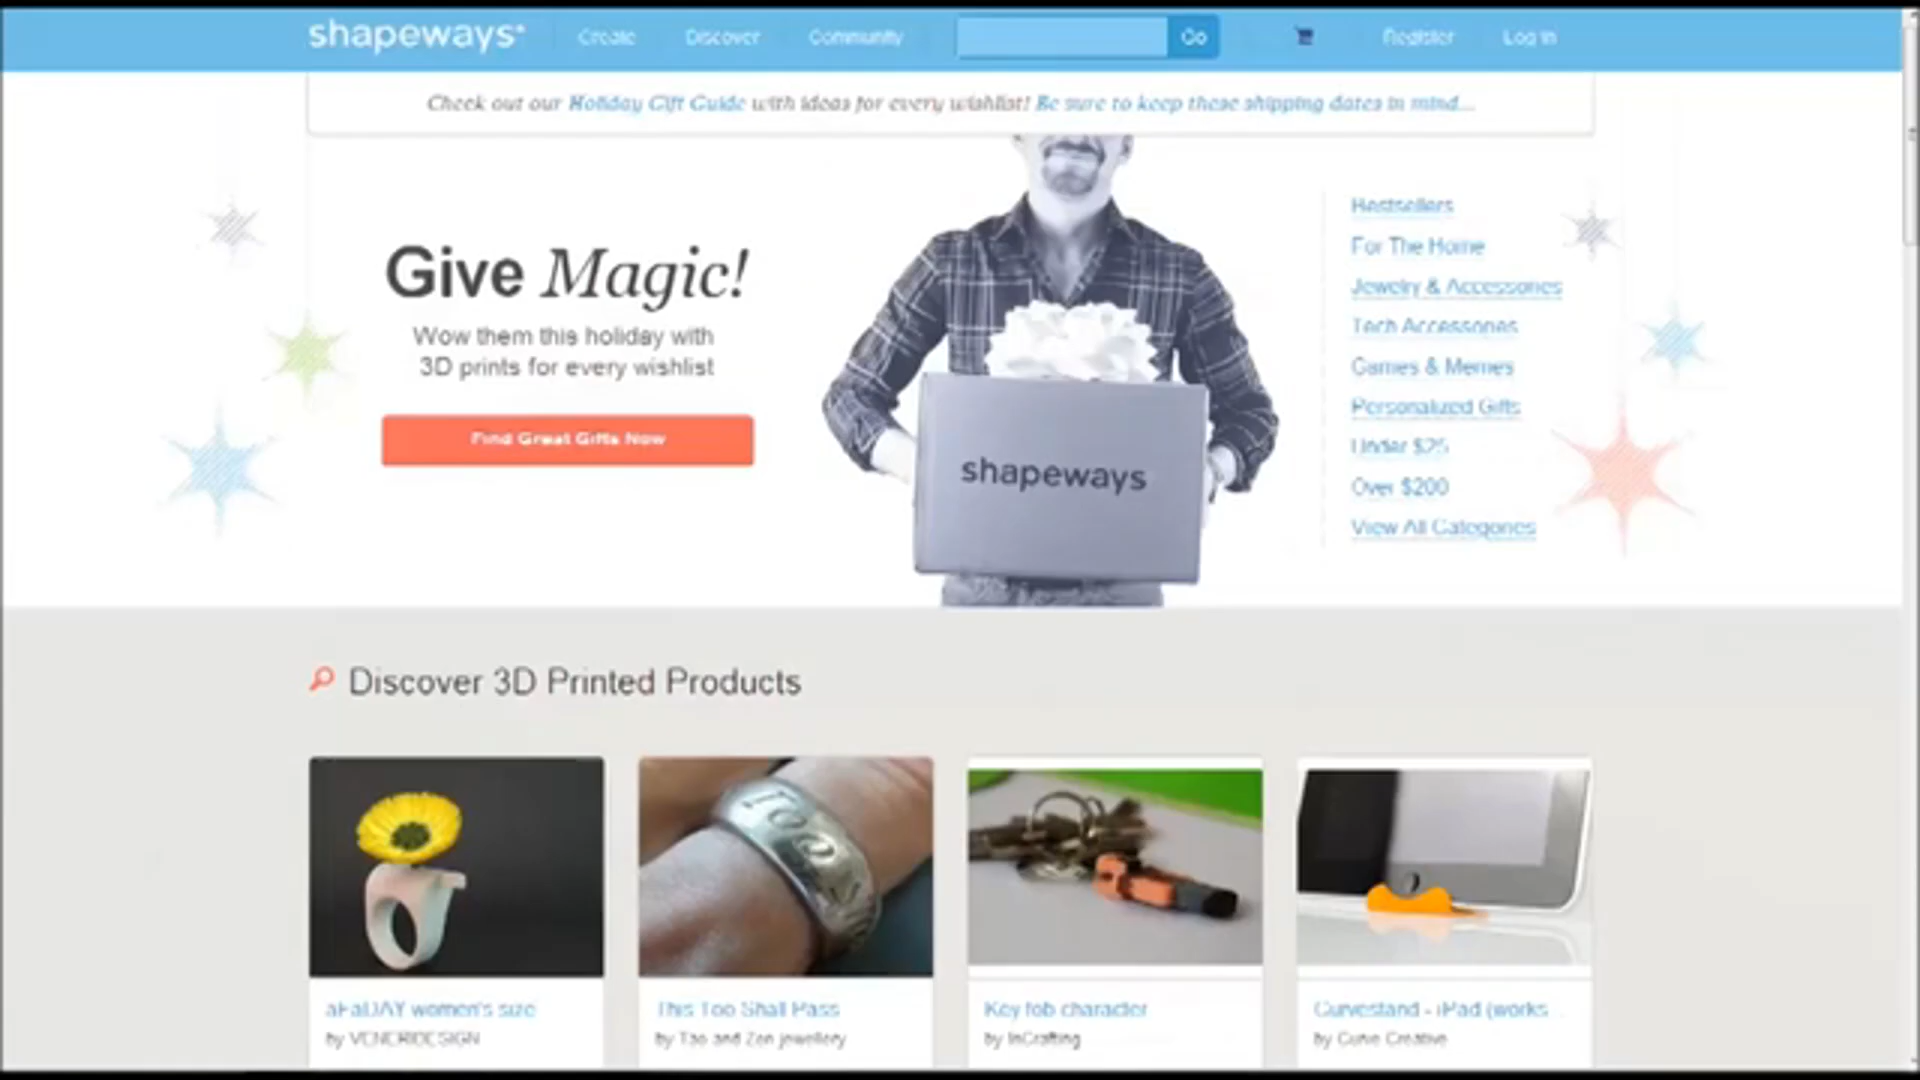 shapeways®
Create
Discover
Community
Go
Register
Log In
Check out our Holiday Gift Guide with ideas for every wishlist! Be sure to keep these shipping dates in mind...
Give Magic!
Wow them this holiday with
3D prints for every wishlist
Find Great Gifts Now
shapeways
Bestsellers
For The Home
Jewelry & Accessories
Tech Accessories
Games & Memes
Personalized Gifts
Under $25
Over $200
View All Categories
Discover 3D Printed Products
women's size
by VENERIDESIGN
This Too Shall Pass
by Tao and Zen jewellery
Key fob character
by InCrafting
Curvestand - iPad (works ...
by Curve Creative